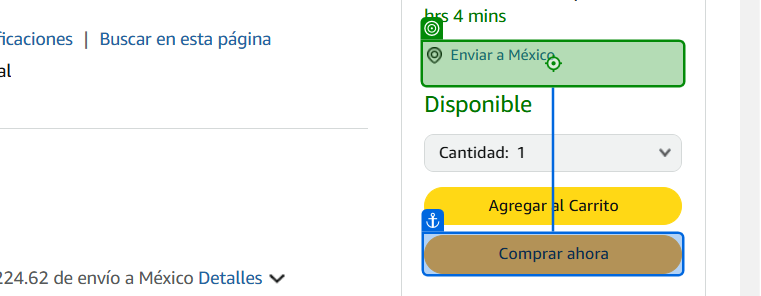 hrs 4 mins
Buscar en esta página
|
al
Enviar a México
Disponible
Cantidad: 1
Agregar al Carrito
Comprar ahora
224.62 de envío a México Detalles